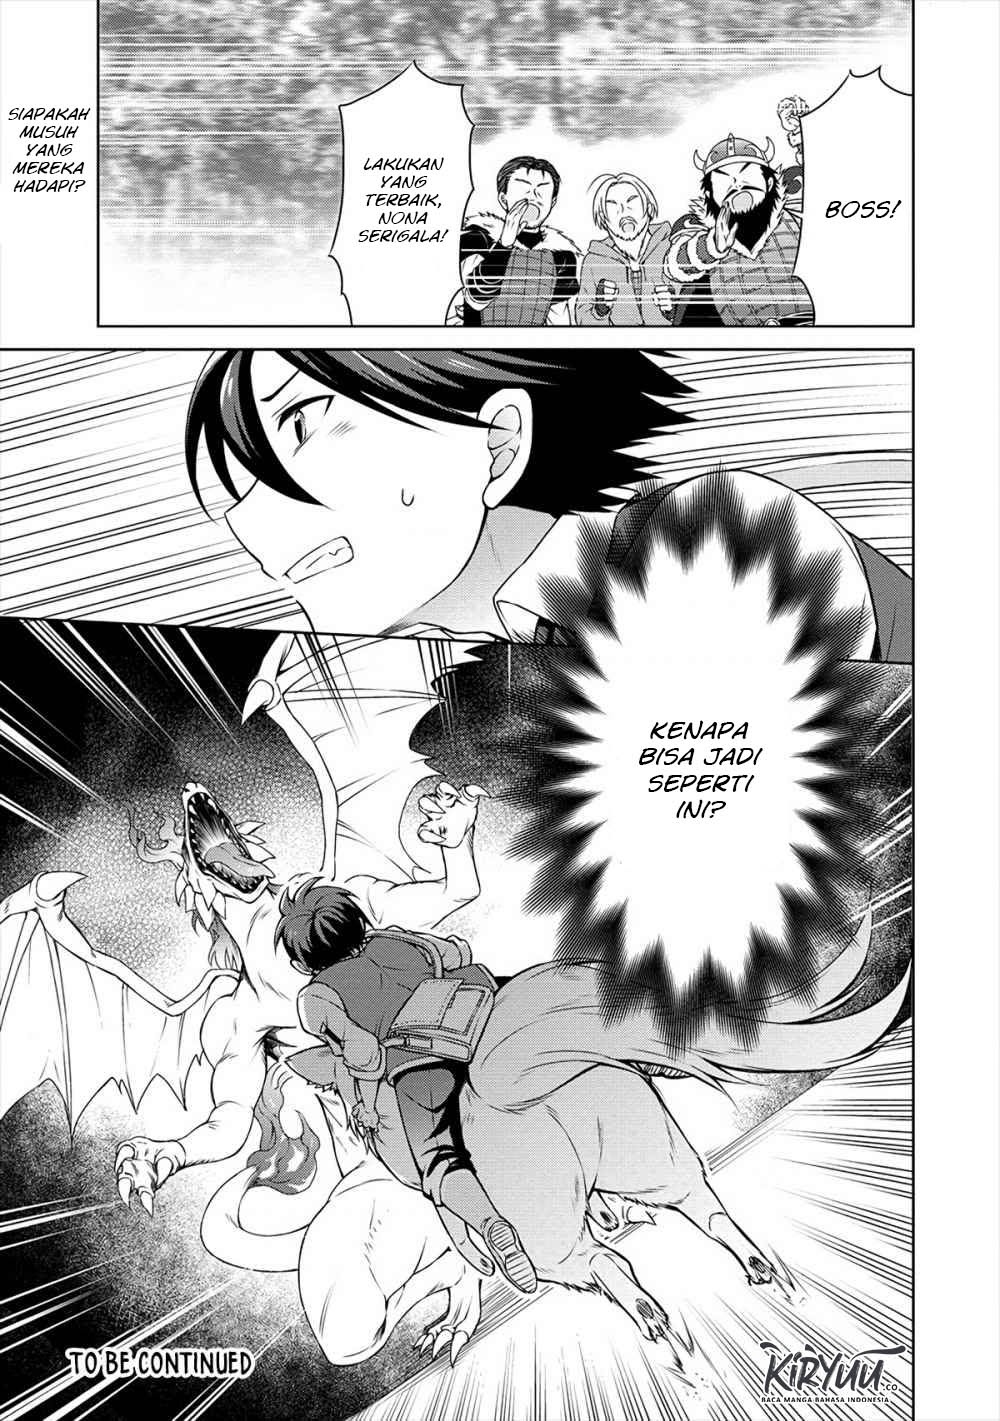 BOSS!
LAKUKAN
YANG
TERBAIK,
NONA
SERIGALA!
SIAPAKAH
MUSUH
YANG
MEREKA
HADAPI?
KENAPA
BISA JADI
SEPERTI
INI?
TO BE CONTINUED
KiRYUU.co
BACA MANGA BAHASA INDONESIA